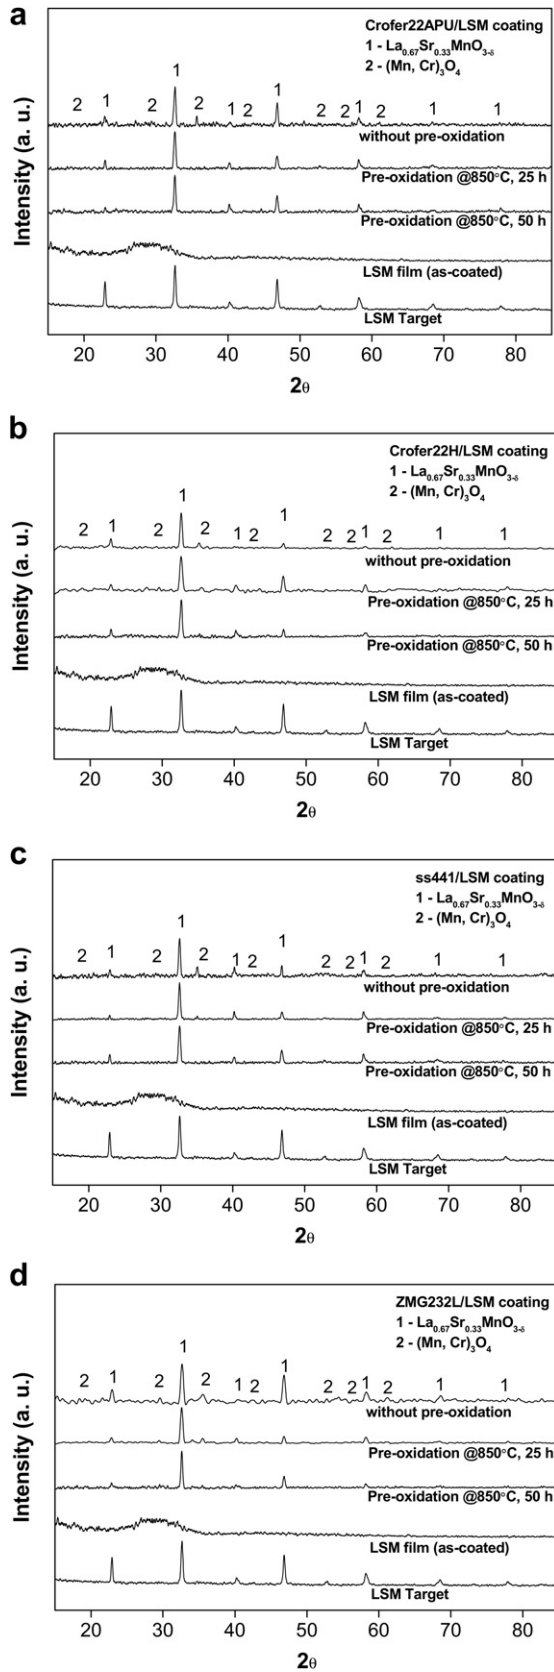 a
Crofer22APU/LSM coating
1 - La0.67Sr0.33MnO3-δ
2 - (Mn, Cr)3O4
2 1 2 1 2 1 2 1 2 2 1 2 1 1
without pre-oxidation
Pre-oxidation @850°C, 25 h
Pre-oxidation @850°C, 50 h
LSM film (as-coated)
LSM Target
Intensity (a. u.)
20 30 40 50 60 70 80
2θ
b
Crofer22H/LSM coating
1 - La0.67Sr0.33MnO3-δ
2 - (Mn, Cr)3O4
2 1 2 1 2 1 2 1 2 2 1 2 1 1
without pre-oxidation
Pre-oxidation @850°C, 25 h
Pre-oxidation @850°C, 50 h
LSM film (as-coated)
LSM Target
Intensity (a. u.)
20 30 40 50 60 70 80
2θ
c
ss441/LSM coating
1 - La0.67Sr0.33MnO3-δ
2 - (Mn, Cr)3O4
2 1 2 1 2 1 2 1 2 2 1 2 1 1
without pre-oxidation
Pre-oxidation @850°C, 25 h
Pre-oxidation @850°C, 50 h
LSM film (as-coated)
LSM Target
Intensity (a. u.)
20 30 40 50 60 70 80
2θ
d
ZMG232L/LSM coating
1 - La0.67Sr0.33MnO3-δ
2 - (Mn, Cr)3O4
2 1 2 1 2 1 2 1 2 2 1 2 1 1
without pre-oxidation
Pre-oxidation @850°C, 25 h
Pre-oxidation @850°C, 50 h
LSM film (as-coated)
LSM Target
Intensity (a. u.)
20 30 40 50 60 70 80
2θ